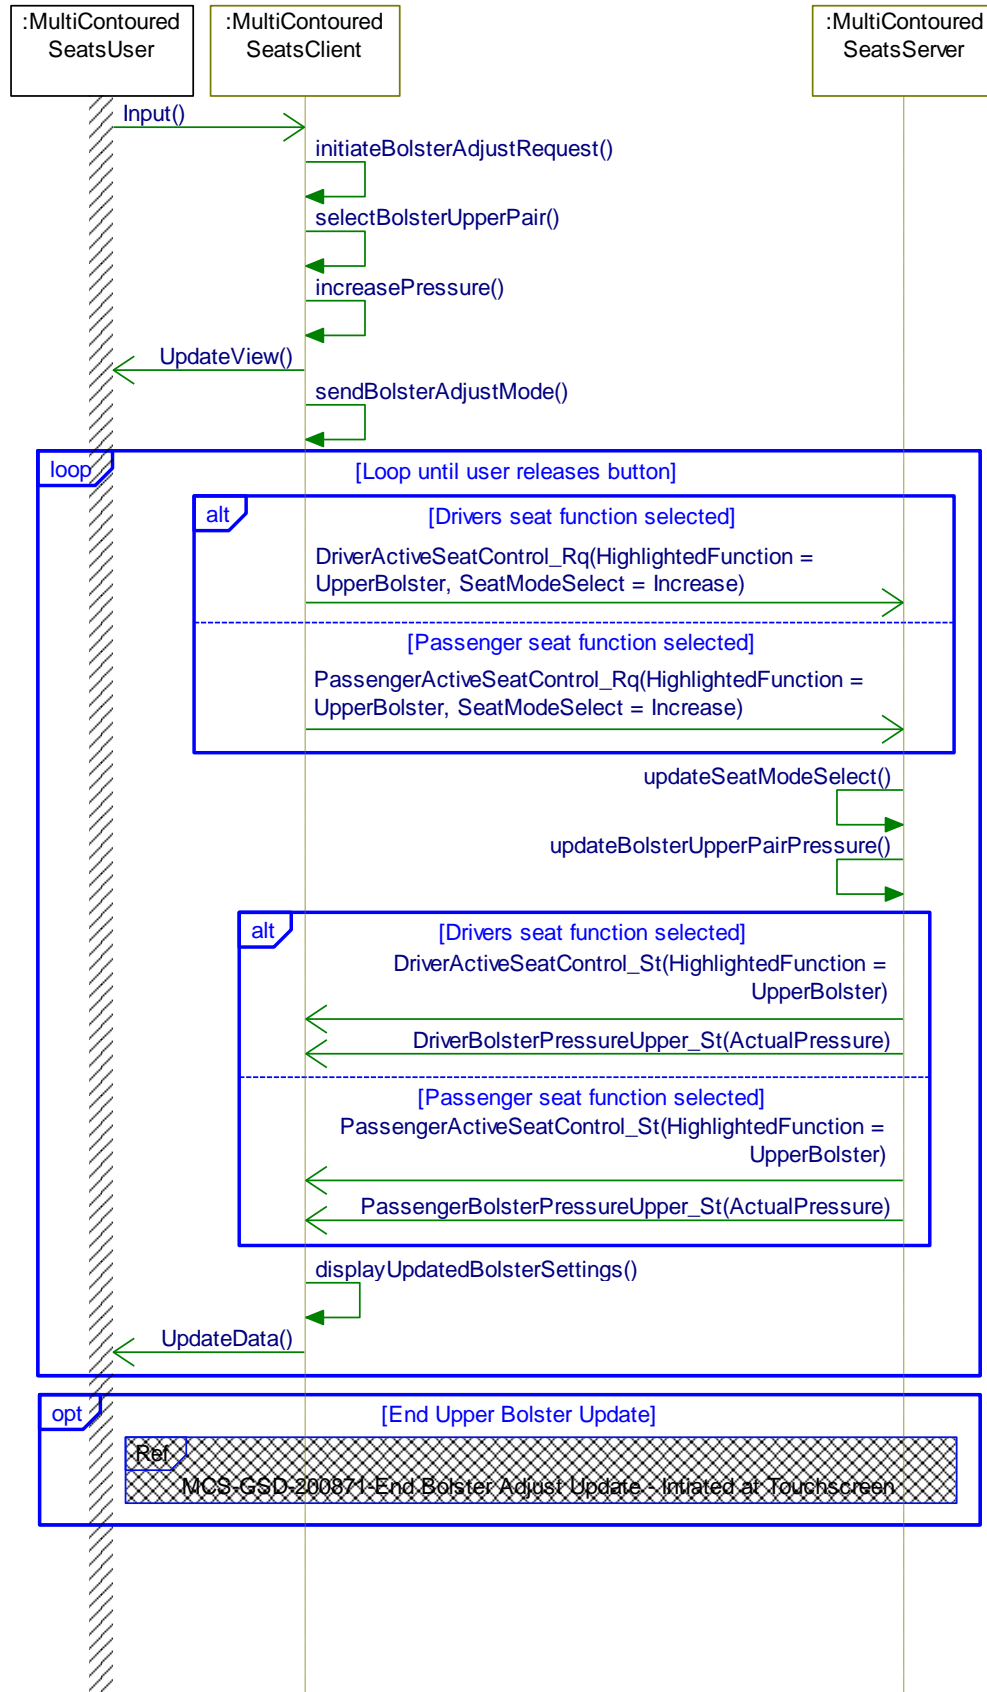 :MultiContoured
SeatsUser
:MultiContoured
SeatsClient
:MultiContoured
SeatsServer
Input()
initiateBolsterAdjustRequest()
selectBolsterUpperPair()
increasePressure()
UpdateView()
sendBolsterAdjustMode()
loop
[Loop until user releases button]
alt
[Drivers seat function selected]
DriverActiveSeatControl_Rq(HighlightedFunction =
UpperBolster, SeatModeSelect = Increase)
[Passenger seat function selected]
PassengerActiveSeatControl_Rq(HighlightedFunction =
UpperBolster, SeatModeSelect = Increase)
updateSeatModeSelect()
updateBolsterUpperPairPressure()
alt
[Drivers seat function selected]
DriverActiveSeatControl_St(HighlightedFunction =
UpperBolster)
DriverBolsterPressureUpper_St(ActualPressure)
[Passenger seat function selected]
PassengerActiveSeatControl_St(HighlightedFunction =
UpperBolster)
PassengerBolsterPressureUpper_St(ActualPressure)
displayUpdatedBolsterSettings()
UpdateData()
opt
[End Upper Bolster Update]
Ref
MCS-GSD-200871-End Bolster Adjust Update - Intiated at Touchscreen